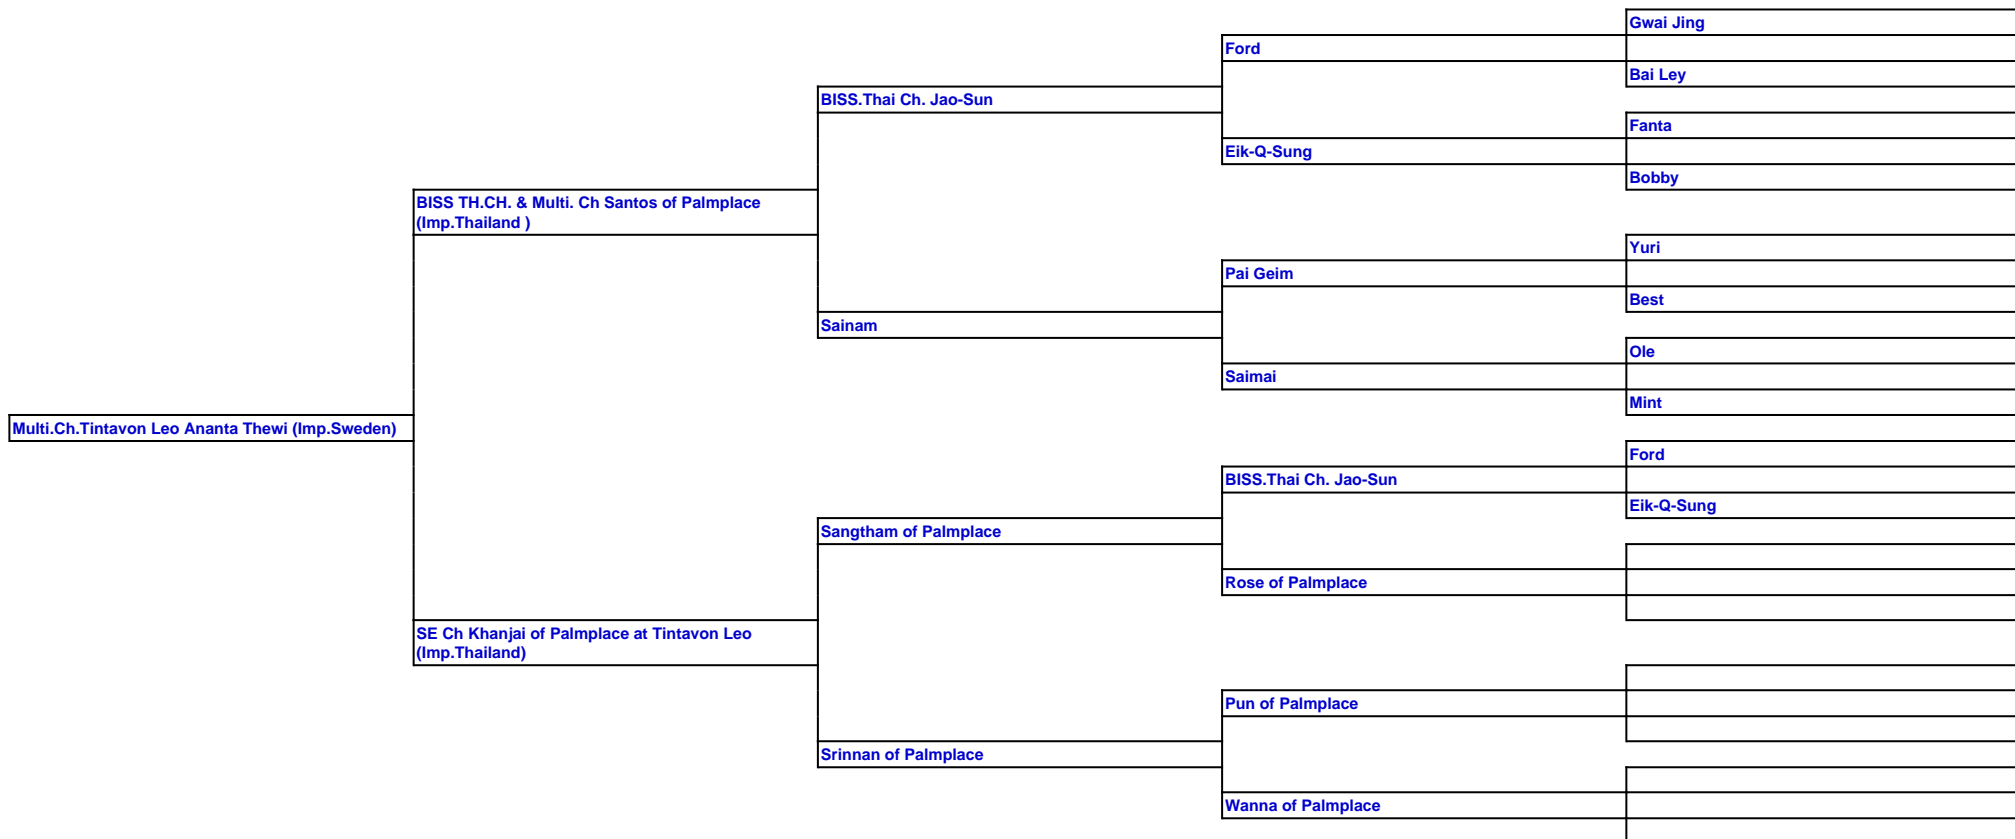 Gwai Jing
Ford
Bai Ley
BISS.Thai Ch. Jao-Sun
Fanta
Eik-Q-Sung
Bobby
BISS TH.CH. & Multi. Ch Santos of Palmplace
(Imp.Thailand )
Yuri
Pai Geim
Best
Sainam
Ole
Saimai
Mint
Multi.Ch.Tintavon Leo Ananta Thewi (Imp.Sweden)
Ford
BISS.Thai Ch. Jao-Sun
Eik-Q-Sung
Sangtham of Palmplace
Rose of Palmplace
SE Ch Khanjai of Palmplace at Tintavon Leo
(Imp.Thailand)
Pun of Palmplace
Srinnan of Palmplace
Wanna of Palmplace